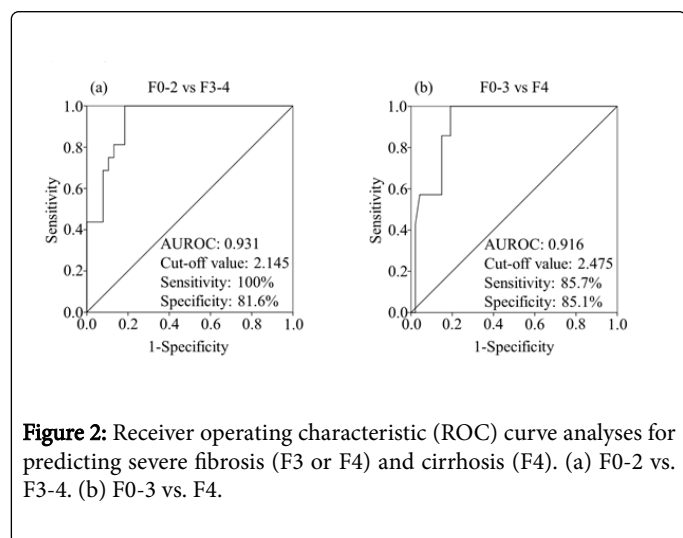 (a) F0-2 vs F3-4
1.0
0.8
0.6
0.4
0.2
0.0
Sensitivity
AUROC: 0.931
Cut-off value: 2.145
Sensitivity: 100%
Specificity: 81.6%
0.0 0.2 0.4 0.6 0.8 1.0
1-Specificity
(b) F0-3 vs F4
1.0
0.8
0.6
0.4
0.2
0.0
Sensitivity
AUROC: 0.916
Cut-off value: 2.475
Sensitivity: 85.7%
Specificity: 85.1%
0.0 0.2 0.4 0.6 0.8 1.0
1-Specificity
Figure 2: Receiver operating characteristic (ROC) curve analyses for
predicting severe fibrosis (F3 or F4) and cirrhosis (F4). (a) F0-2 vs.
F3-4. (b) F0-3 vs. F4.